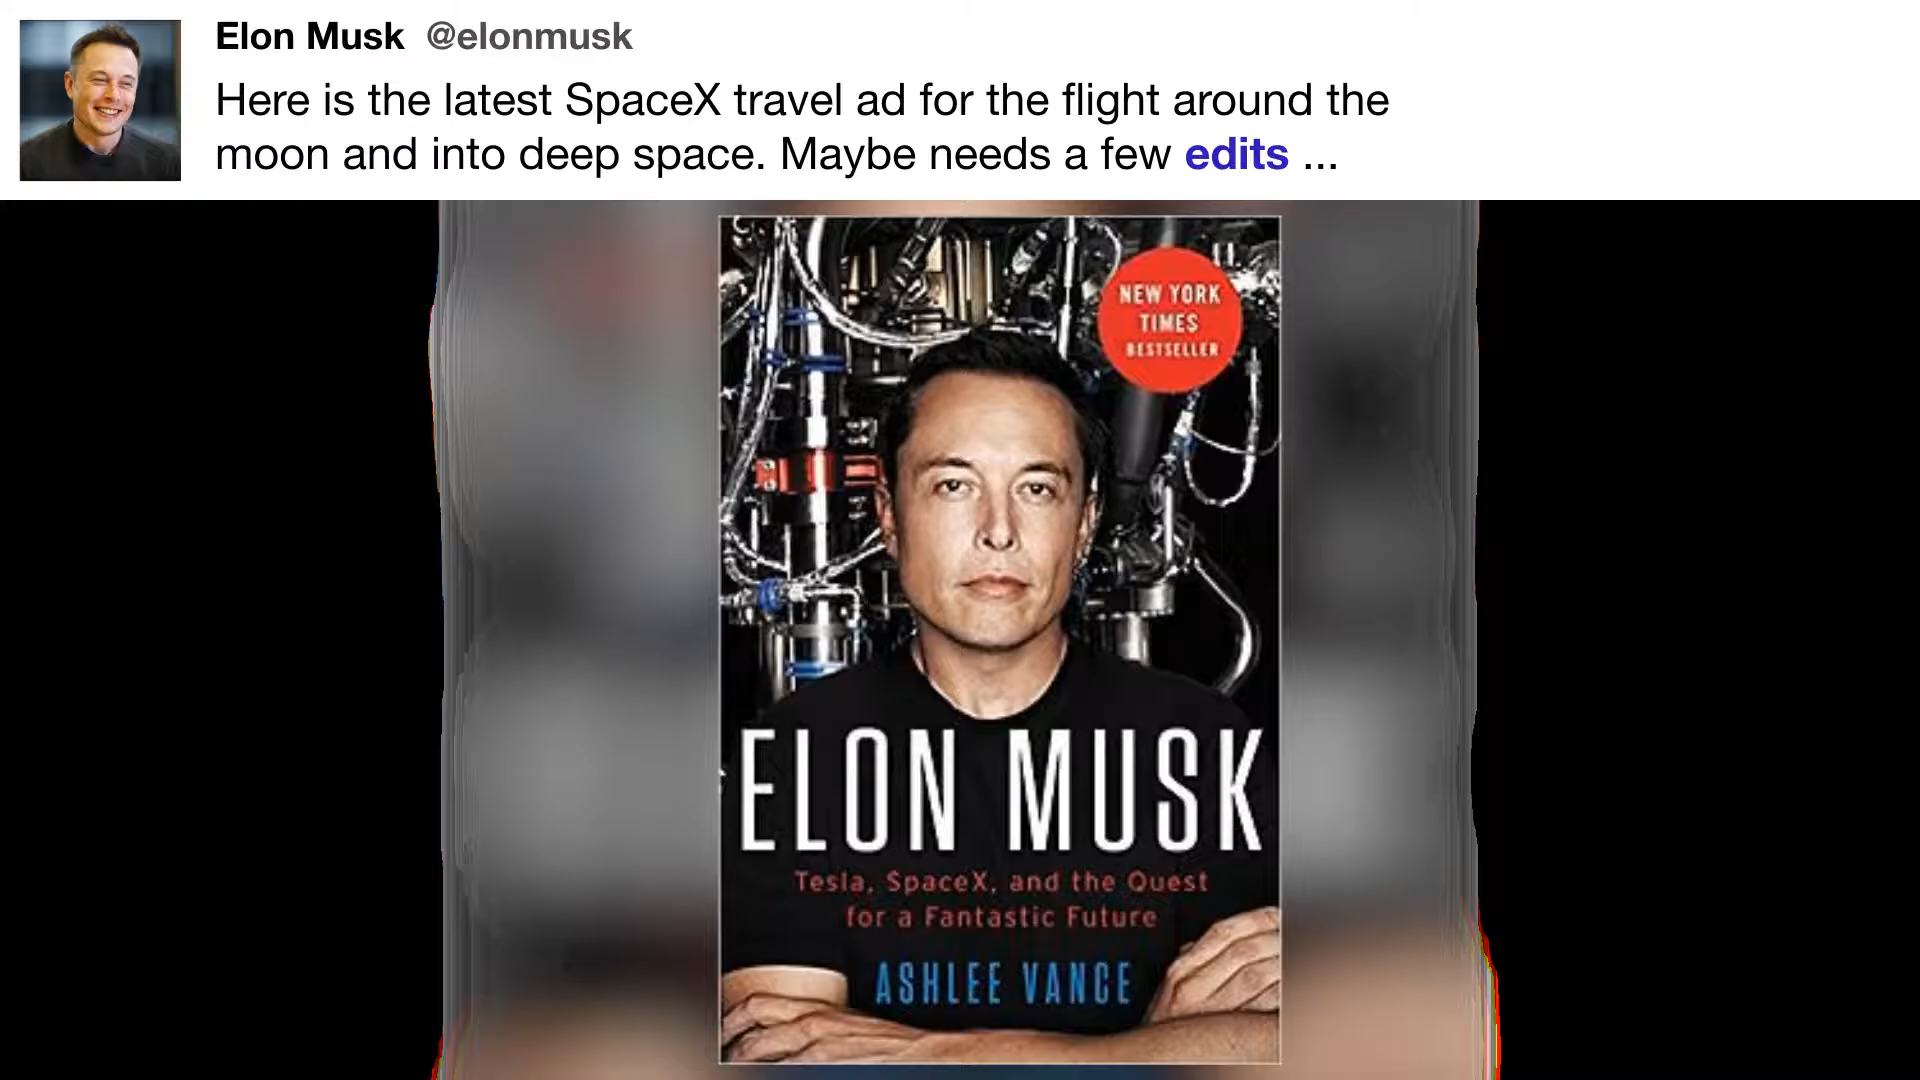 Elon Musk @elonmusk
Here is the latest SpaceX travel ad for the flight around the
moon and into deep space. Maybe needs a few edits ...
NEW YORK
TIMES
BESTSELLER
ELON MUSK
Tesla, SpaceX, and the Quest
for a Fantastic Future
ASHLEE VANCE